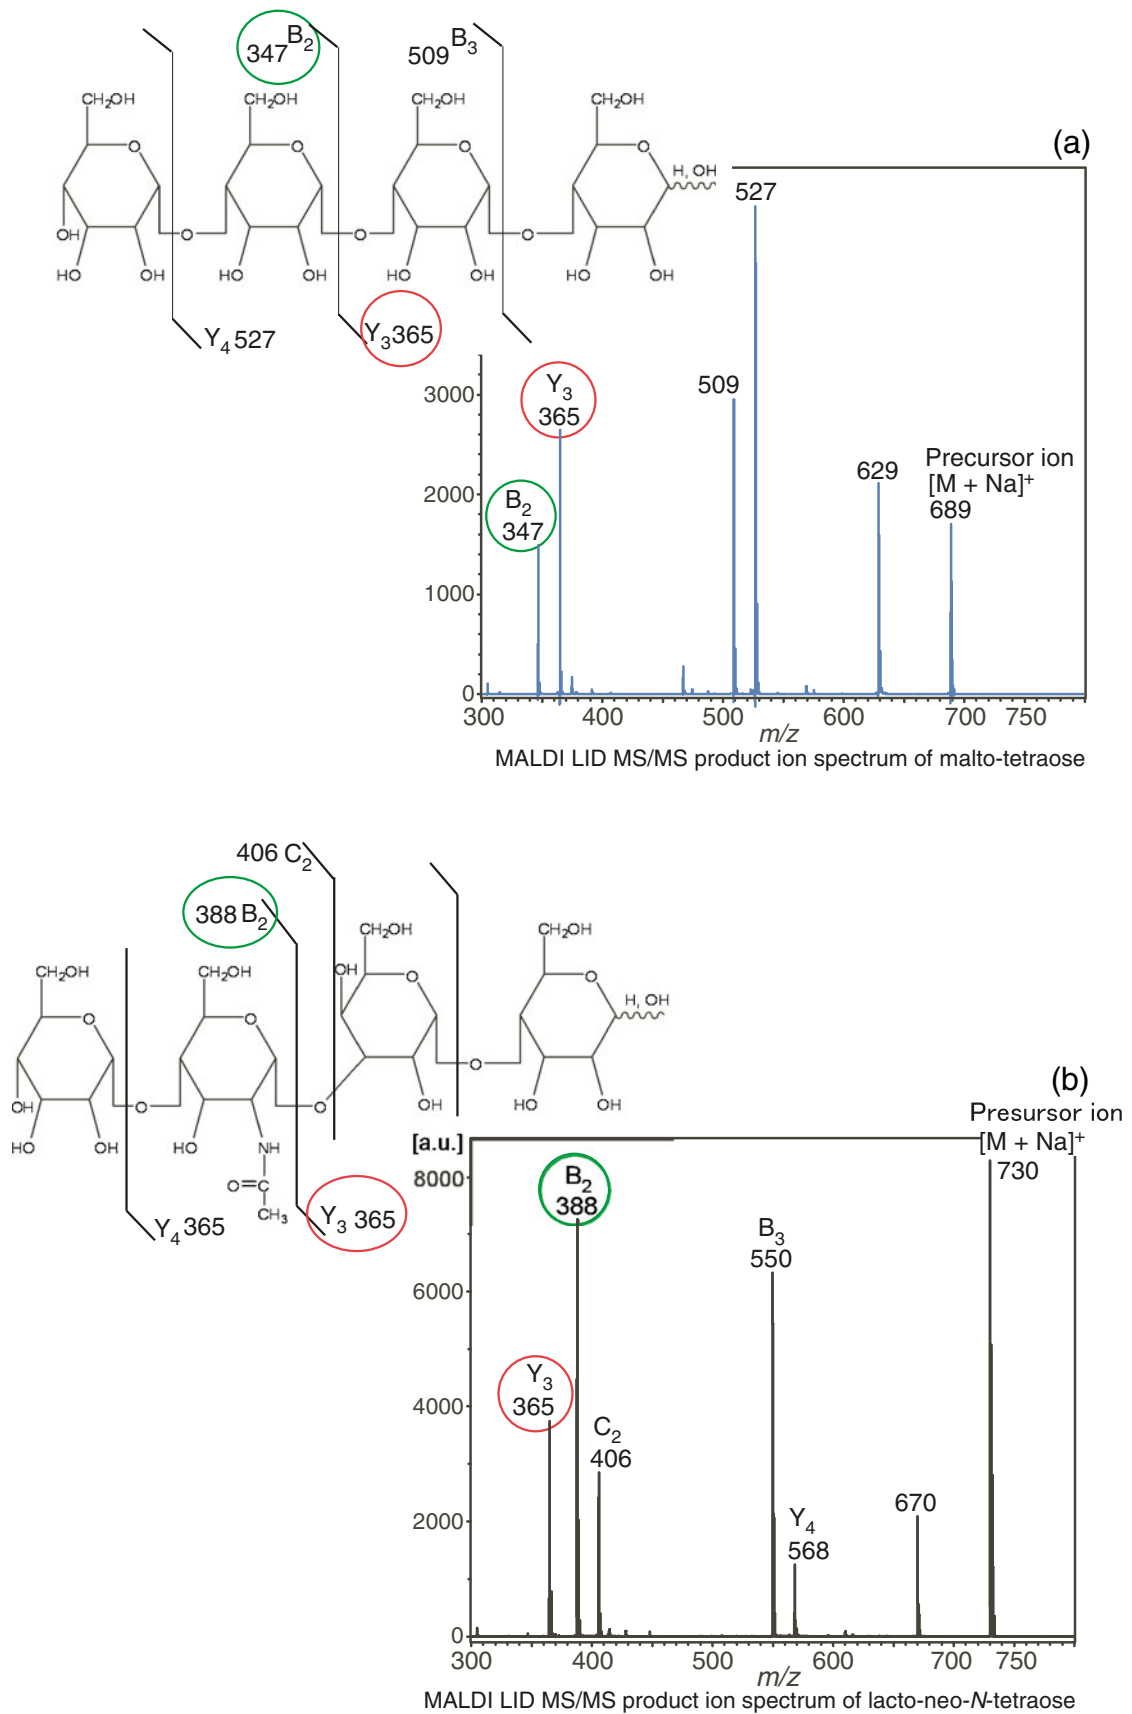 B2
347
509 B3
CH2OH CH2OH CH2OH CH2OH
(a)
O O O O
H, OH
527
OH O O O
HO OH HO OH HO OH HO OH
Y4 527
Y3 365
3000
Y3
365
509
Precursor ion
[M + Na]+
689
629
2000
B2
347
1000
0
300 400 500 600 700 750
m/z
MALDI LID MS/MS product ion spectrum of malto-tetraose
406 C2
388 B2
CH2OH CH2OH
CH2OH CH2OH
OH O O
H, OH
O O
O
(b)
OH O O OH HO OH
Presursor ion
[M + Na]+
730
HO OH HO NH
[a.u.]
O=C
CH3
Y4 365
Y3 365
8000
B2
388
B3
550
6000
Y3
365
4000
C2
406
670
Y4
568
2000
0
300 400 500 600 700 750
m/z
MALDI LID MS/MS product ion spectrum of lacto-neo-N-tetraose